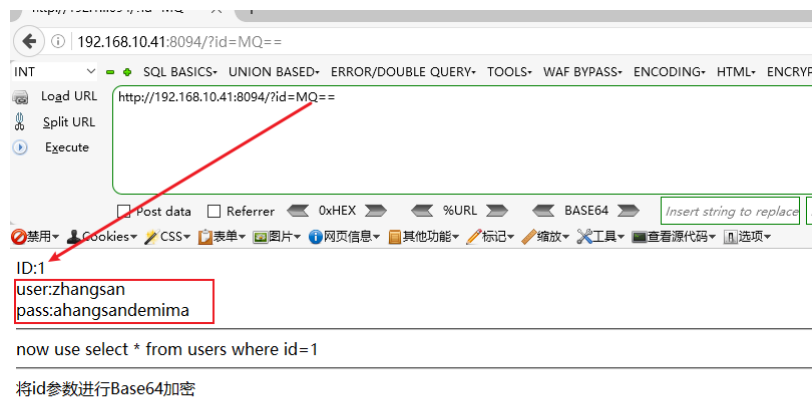 192.168.10.41:8094/?id=MQ==
INT SQL BASICS UNION BASED ERROR/DOUBLE QUERY TOOLS WAF BYPASS ENCODING HTML ENCRYP
Load URL http://192.168.10.41:8094/?id=MQ==
Split URL
Execute
Post data Referrer 0xHEX %URL BASE64 Insert string to replace
禁用 Cookies CSS 表单 图片 网页信息 其他功能 标记 缩放 工具 查看源代码 选项
ID:1
user:zhangsan
pass:ahangsandemima
now use select * from users where id=1
将id参数进行Base64加密